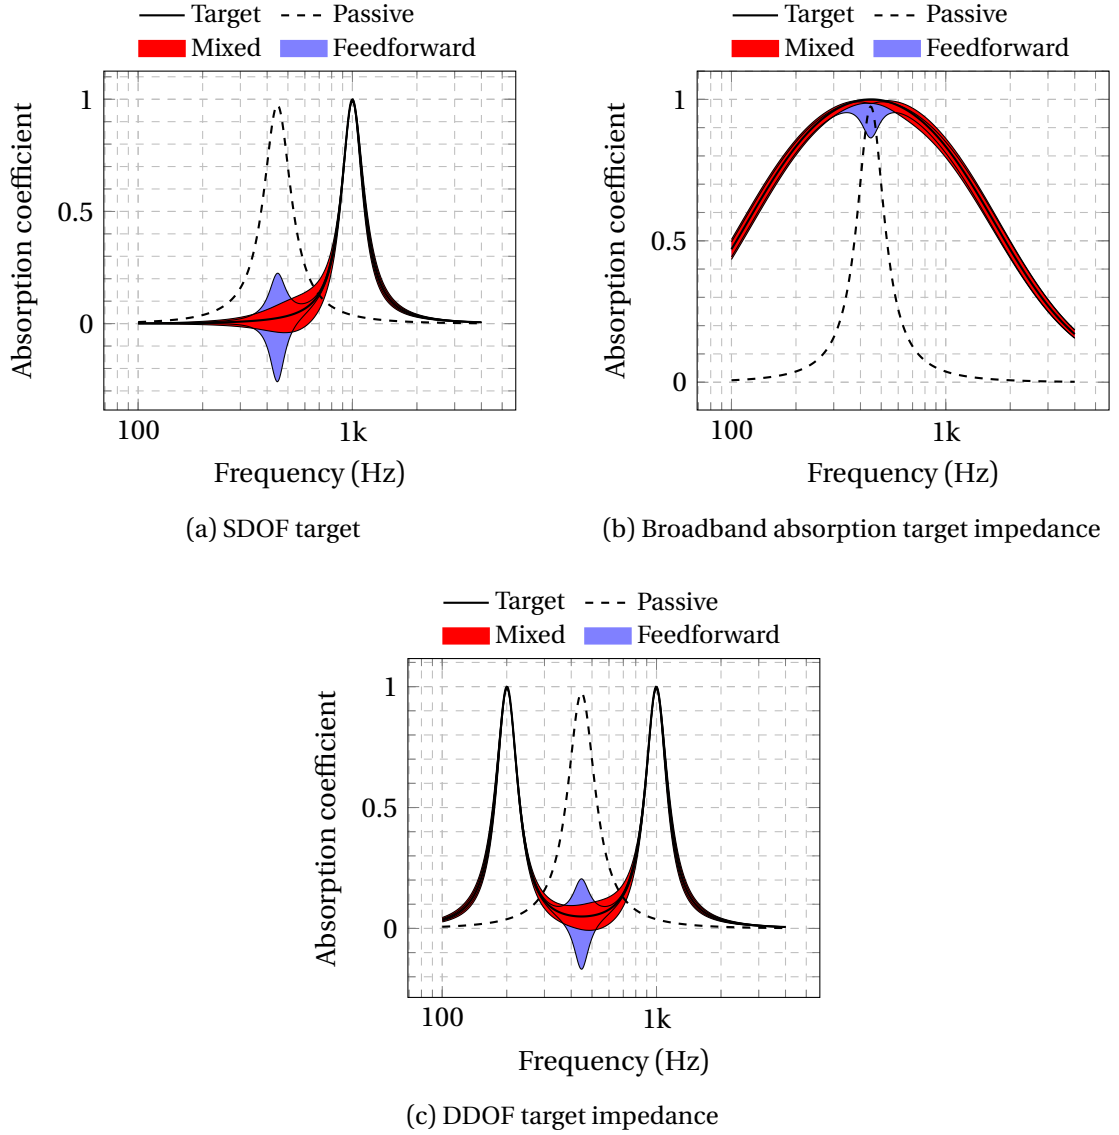 Target Passive
Mixed Feedforward
1
0.5
0
Absorption coefficient
100 1k
Frequency (Hz)
(a) SDOF target
Target Passive
Mixed Feedforward
1
0.5
0
Absorption coefficient
100 1k
Frequency (Hz)
(b) Broadband absorption target impedance
Target Passive
Mixed Feedforward
1
0.5
0
Absorption coefficient
100 1k
Frequency (Hz)
(c) DDOF target impedance